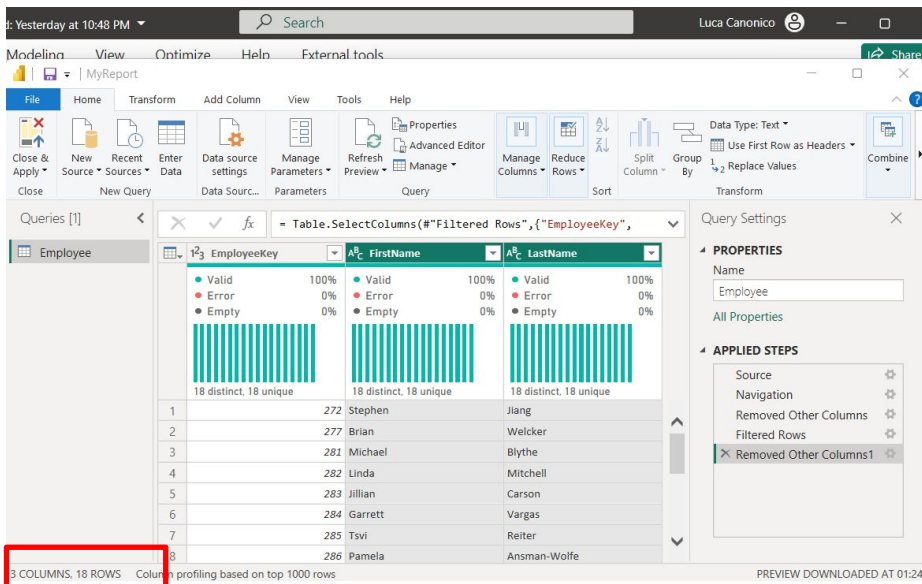 d: Yesterday at 10:48 PM
Search
Luca Canonico
Modeling View Optimize Help External tools
Share
MyReport
File Home Transform Add Column View Tools Help
Close & Apply
New Source
Recent Sources
Enter Data
Data source settings
Manage Parameters
Refresh Preview
Properties
Advanced Editor
Manage
Manage Columns
Reduce Rows
Split Column
Group By
Data Type: Text
Use First Row as Headers
Replace Values
Combine
Close New Query Data Sourc... Parameters Query Sort Transform
Queries [1]
Employee
fx = Table.SelectColumns(#"Filtered Rows",{"EmployeeKey",
EmployeeKey FirstName LastName
Valid 100% Valid 100% Valid 100%
Error 0% Error 0% Error 0%
Empty 0% Empty 0% Empty 0%
18 distinct, 18 unique 18 distinct, 18 unique 18 distinct, 18 unique
1 272 Stephen Jiang
2 277 Brian Welcker
3 281 Michael Blythe
4 282 Linda Mitchell
5 283 Jillian Carson
6 284 Garrett Vargas
7 285 Tsvi Reiter
8 286 Pamela Ansman-Wolfe
Query Settings
PROPERTIES
Name
Employee
All Properties
APPLIED STEPS
Source
Navigation
Removed Other Columns
Filtered Rows
Removed Other Columns1
3 COLUMNS, 18 ROWS Column profiling based on top 1000 rows PREVIEW DOWNLOADED AT 01:24